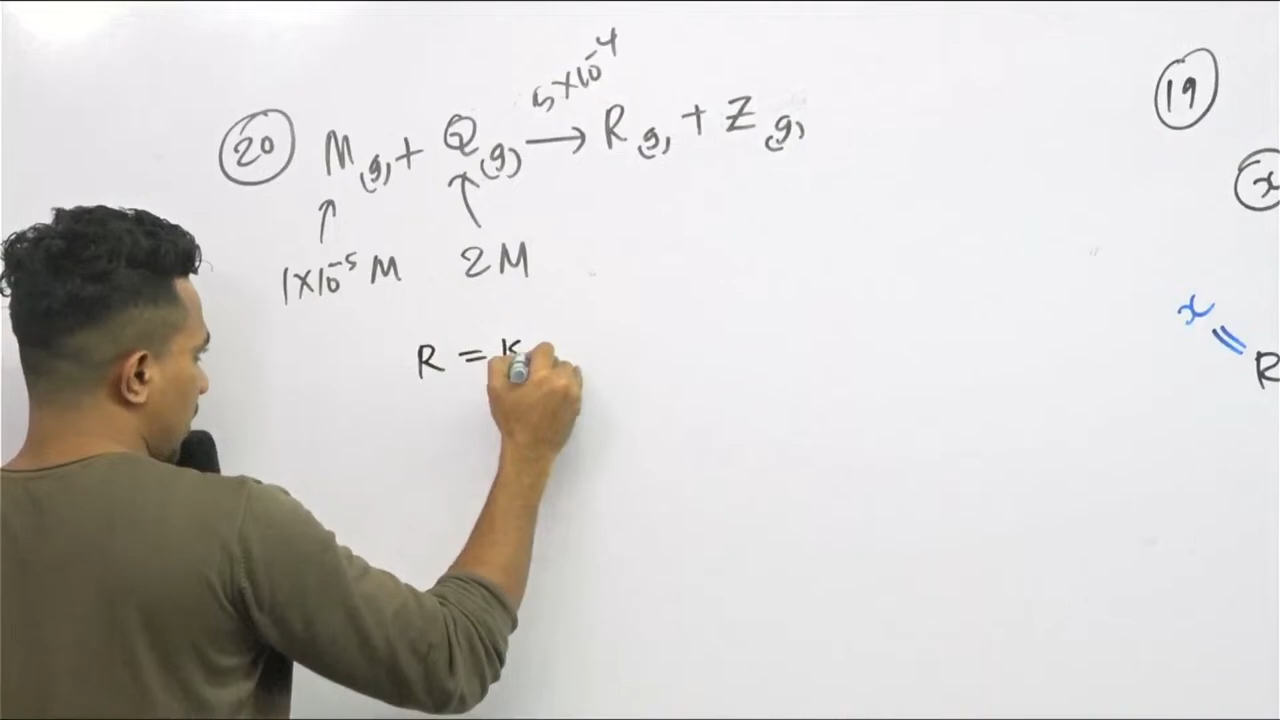 5×10⁻⁴
20 M(g) + Q(g) → R(g) + Z(g)
↑ ↑
1×10⁻⁵ M 2M
R = K
19
x
x
R